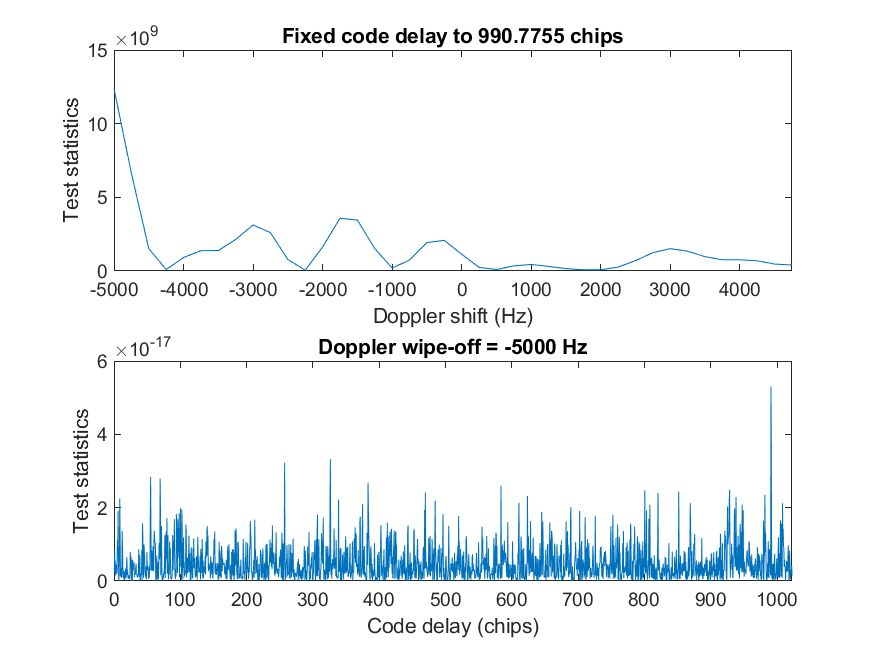 Fixed code delay to 990.7755 chips
×10^9
15
10
5
0
Test statistics
-5000 -4000 -3000 -2000 -1000 0 1000 2000 3000 4000
Doppler shift (Hz)
Doppler wipe-off = -5000 Hz
×10^-17
6
4
2
0
Test statistics
0 100 200 300 400 500 600 700 800 900 1000
Code delay (chips)